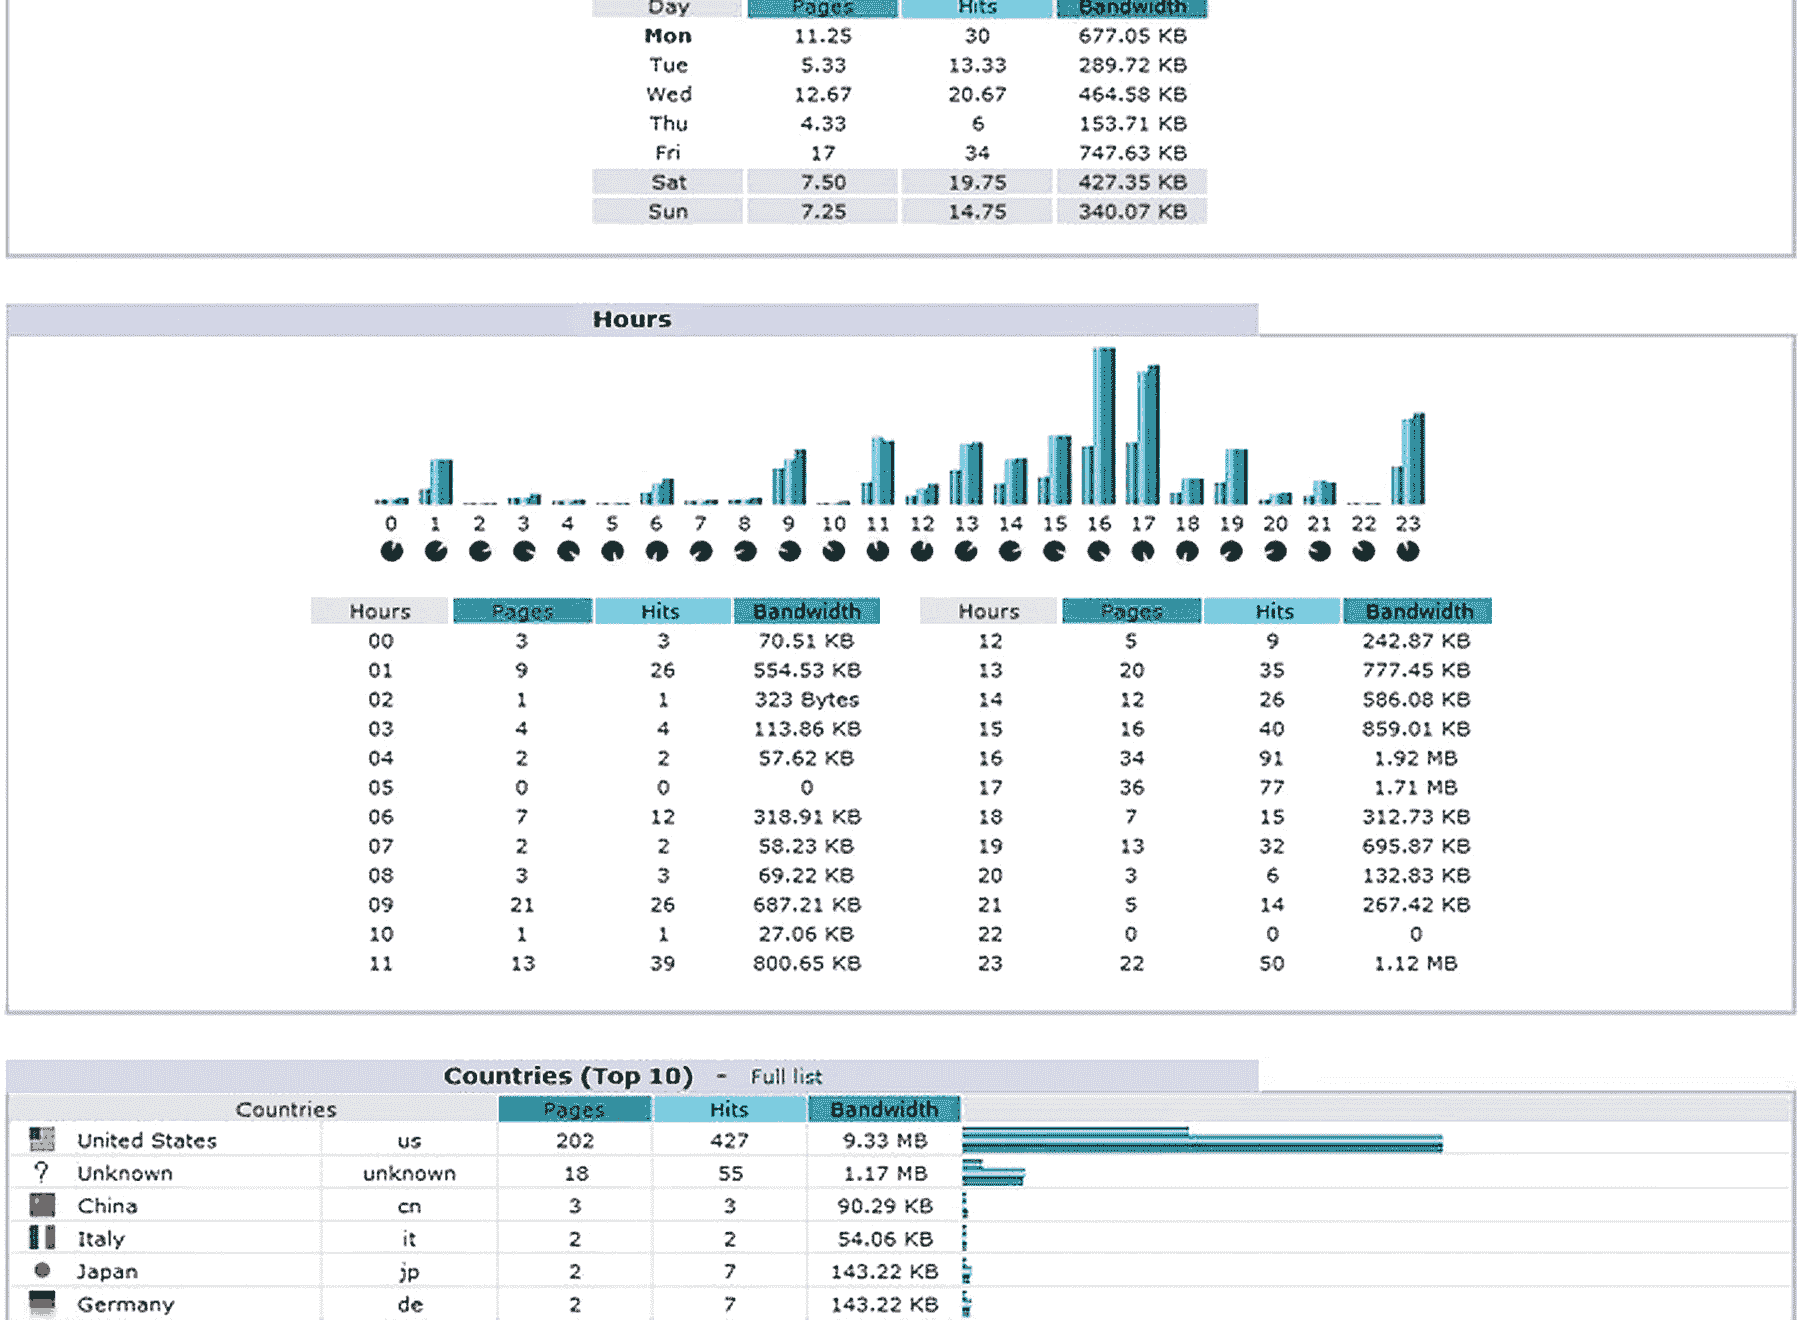 Day Pages Hits Bandwidth
Mon 11.25 30 677.05 KB
Tue 5.33 13.33 289.72 KB
Wed 12.67 20.67 464.58 KB
Thu 4.33 6 153.71 KB
Fri 17 34 747.63 KB
Sat 7.50 19.75 427.35 KB
Sun 7.25 14.75 340.07 KB
Hours
0 1 2 3 4 5 6 7 8 9 10 11 12 13 14 15 16 17 18 19 20 21 22 23
Hours Pages Hits Bandwidth Hours Pages Hits Bandwidth
00 3 3 70.51 KB 12 5 9 242.87 KB
01 9 26 554.53 KB 13 20 35 777.45 KB
02 1 1 323 Bytes 14 12 26 586.08 KB
03 4 4 113.86 KB 15 16 40 859.01 KB
04 2 2 57.62 KB 16 34 91 1.92 MB
05 0 0 0 17 36 77 1.71 MB
06 7 12 318.91 KB 18 7 15 312.73 KB
07 2 2 58.23 KB 19 13 32 695.87 KB
08 3 3 69.22 KB 20 3 6 132.83 KB
09 21 26 687.21 KB 21 5 14 267.42 KB
10 1 1 27.06 KB 22 0 0 0
11 13 39 800.65 KB 23 22 50 1.12 MB
Countries (Top 10) - Full list
Countries Pages Hits Bandwidth
United States us 202 427 9.33 MB
? Unknown unknown 18 55 1.17 MB
China cn 3 3 90.29 KB
Italy it 2 2 54.06 KB
Japan jp 2 7 143.22 KB
Germany de 2 7 143.22 KB